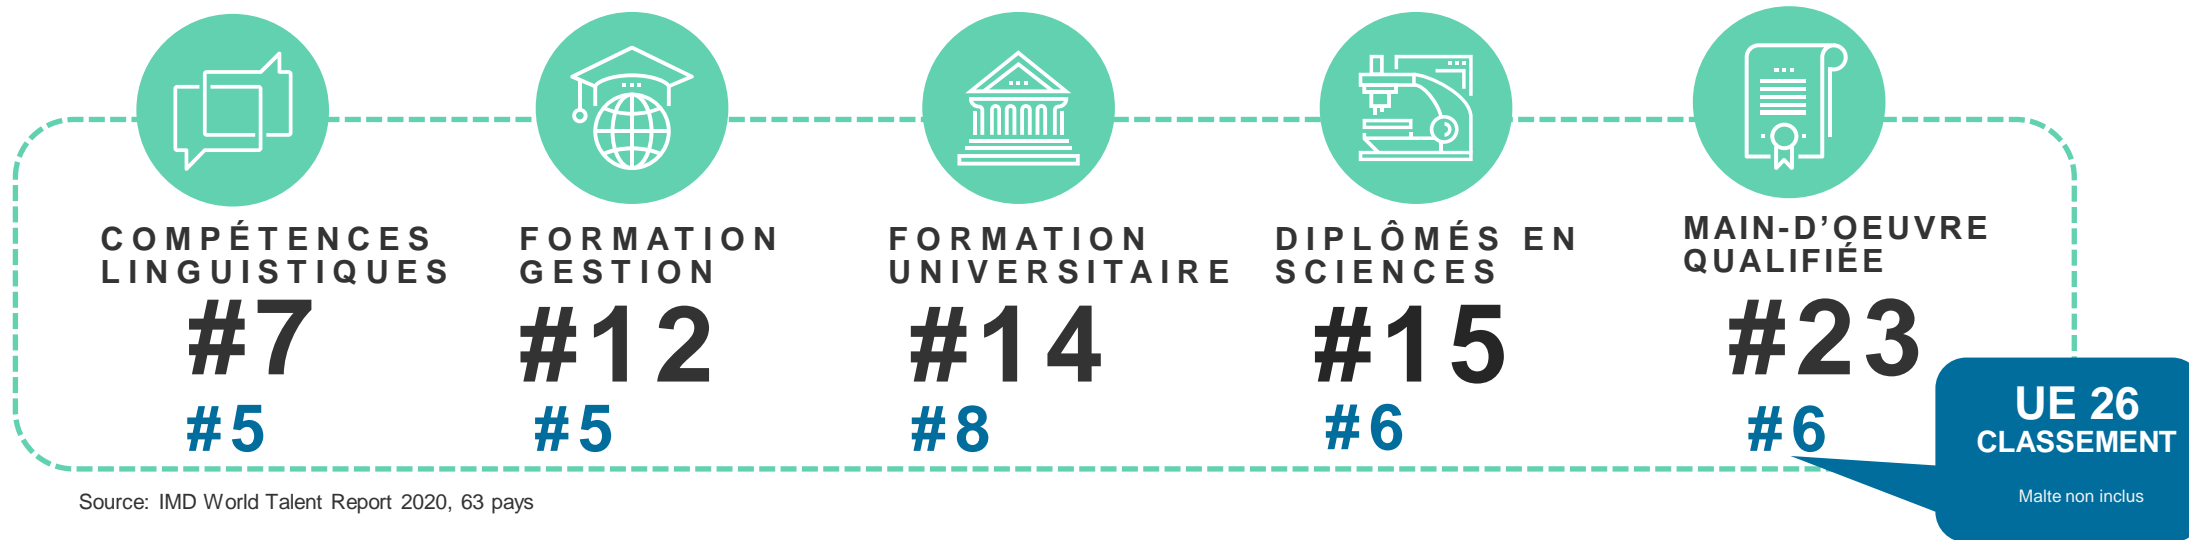 COMPÉTENCES
LINGUISTIQUES
#7
#5
FORMATION
GESTION
#12
#5
FORMATION
UNIVERSITAIRE
#14
#8
DIPLÔMÉS EN
SCIENCES
#15
#6
MAIN-D’OEUVRE
QUALIFIÉE
#23
#6
UE 26
CLASSEMENT
Malte non inclus
Source: IMD World Talent Report 2020, 63 pays